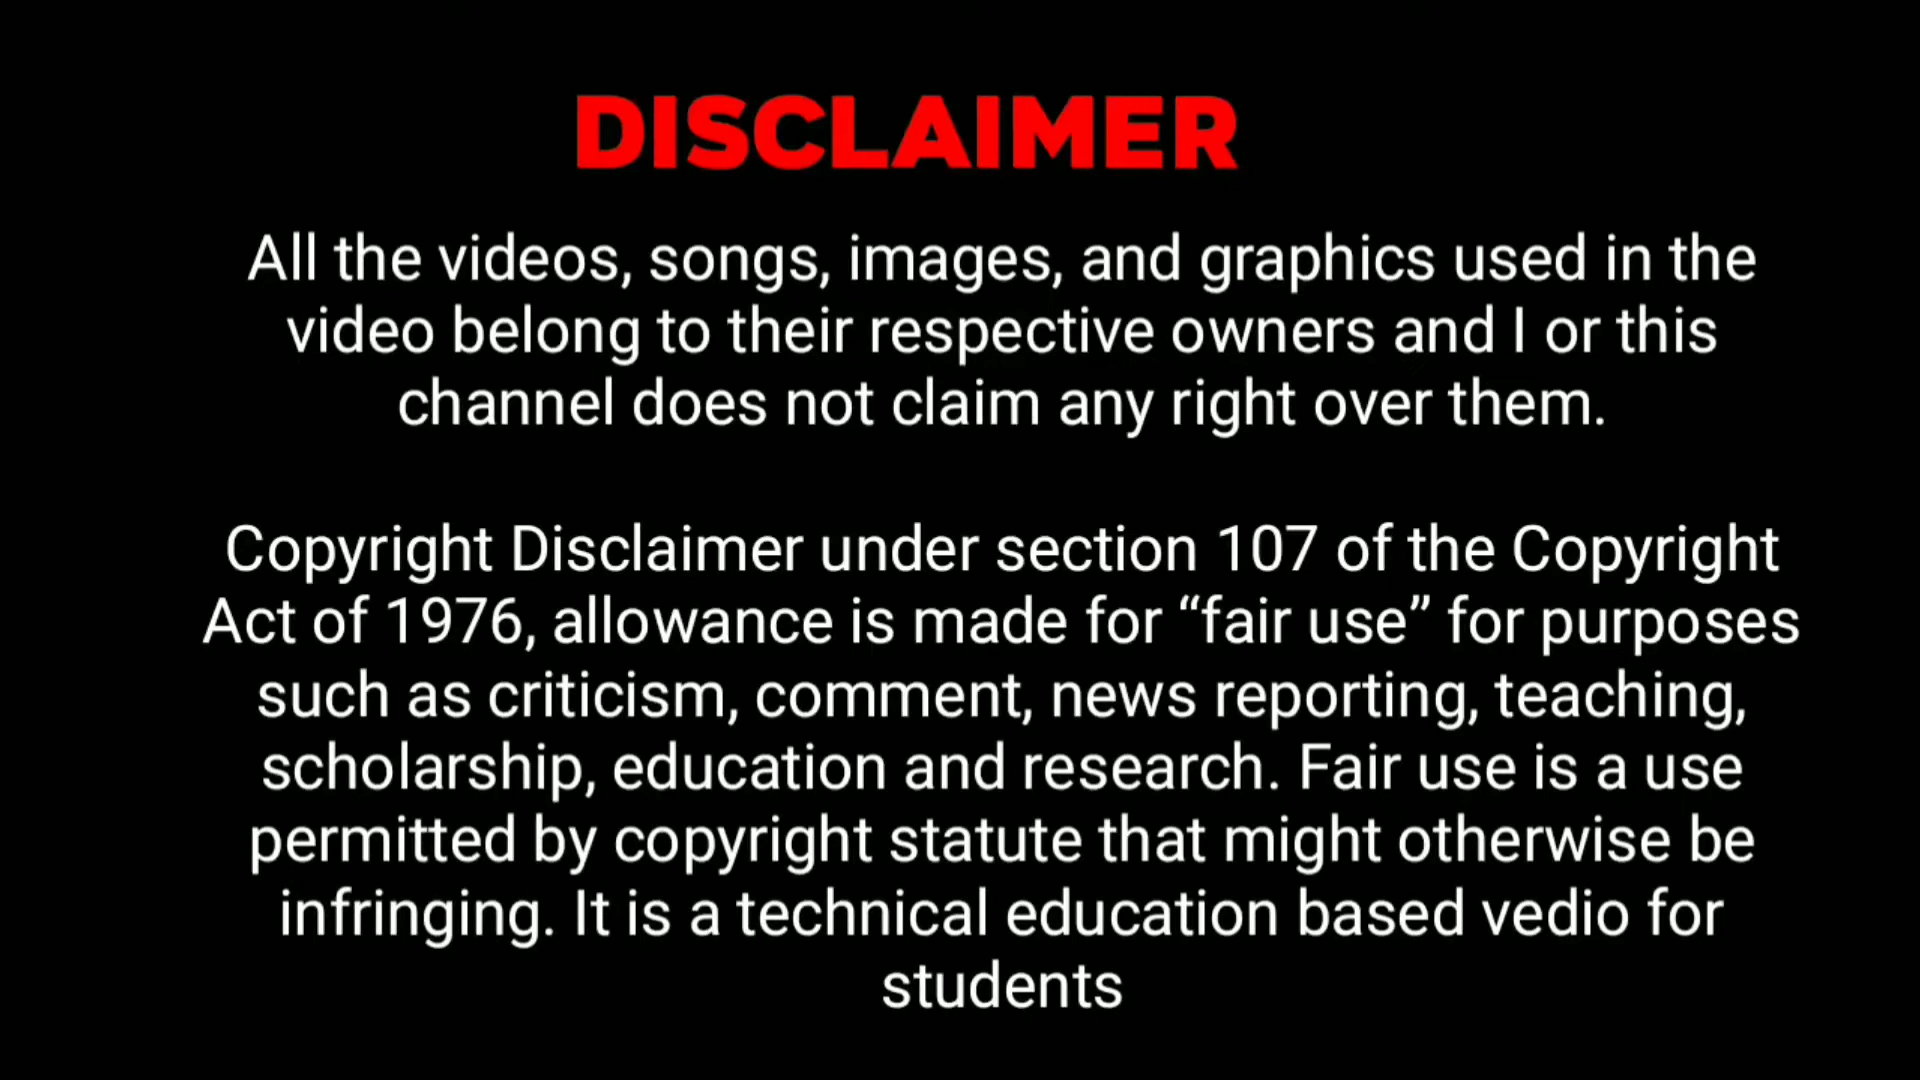 DISCLAIMER
All the videos, songs, images, and graphics used in the
video belong to their respective owners and I or this
channel does not claim any right over them.
Copyright Disclaimer under section 107 of the Copyright
Act of 1976, allowance is made for “fair use” for purposes
such as criticism, comment, news reporting, teaching,
scholarship, education and research. Fair use is a use
permitted by copyright statute that might otherwise be
infringing. It is a technical education based vedio for
students